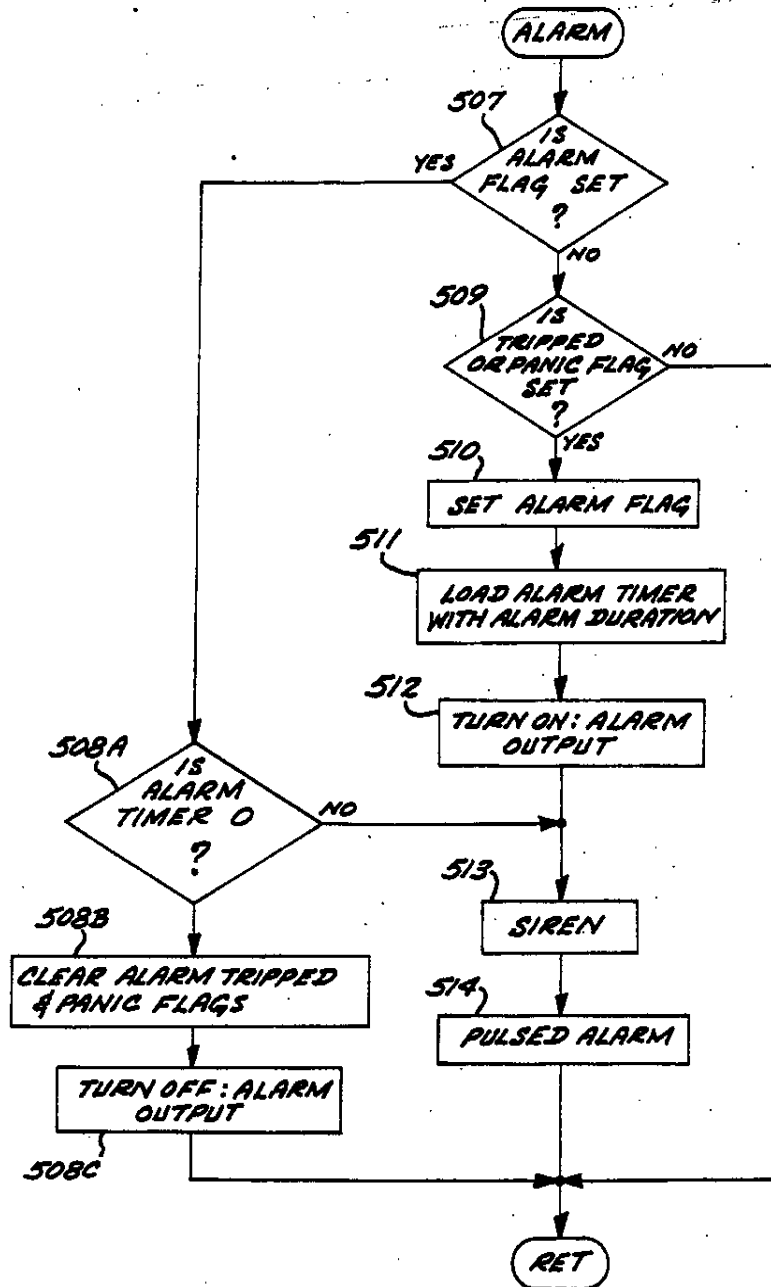 ALARM
507
IS
ALARM
FLAG SET
?
YES
NO
509
IS
TRIPPED
OR PANIC FLAG
SET
?
NO
YES
510
SET ALARM FLAG
511
LOAD ALARM TIMER
WITH ALARM DURATION
512
TURN ON: ALARM
OUTPUT
508A
IS
ALARM
TIMER 0
?
NO
513
SIREN
508B
CLEAR ALARM TRIPPED
& PANIC FLAGS
514
PULSED ALARM
TURN OFF: ALARM
OUTPUT
508C
RET